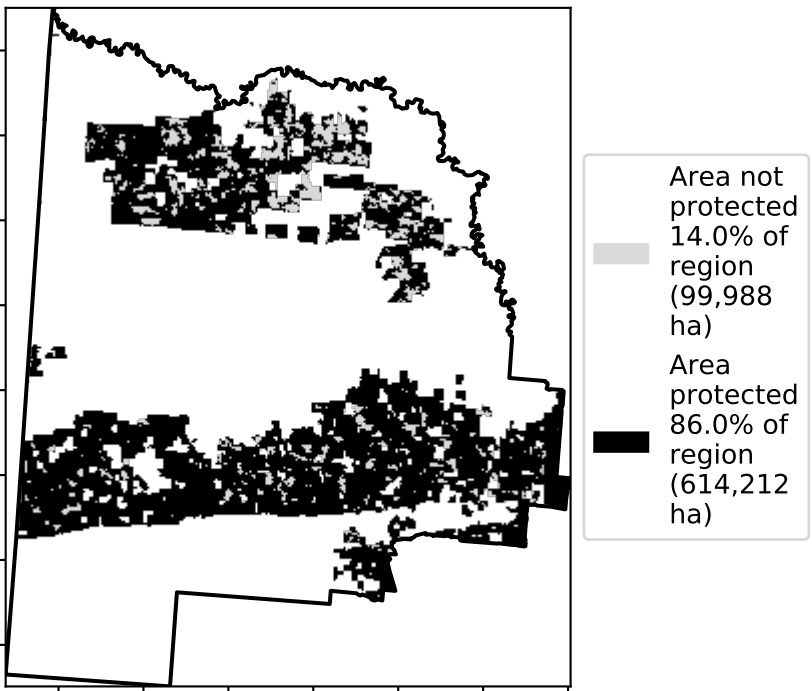 Area not
protected
14.0% of
region
(99,988
ha)
Area
protected
86.0% of
region
(614,212
ha)